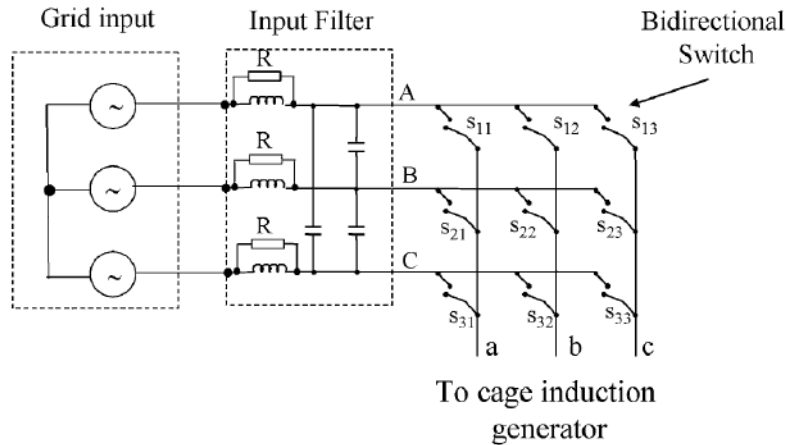 Grid input
Input Filter
Bidirectional
Switch
R
A
S11
S12
S13
R
B
S21
S22
S23
R
C
S31
S32
S33
a
b
c
To cage induction
generator